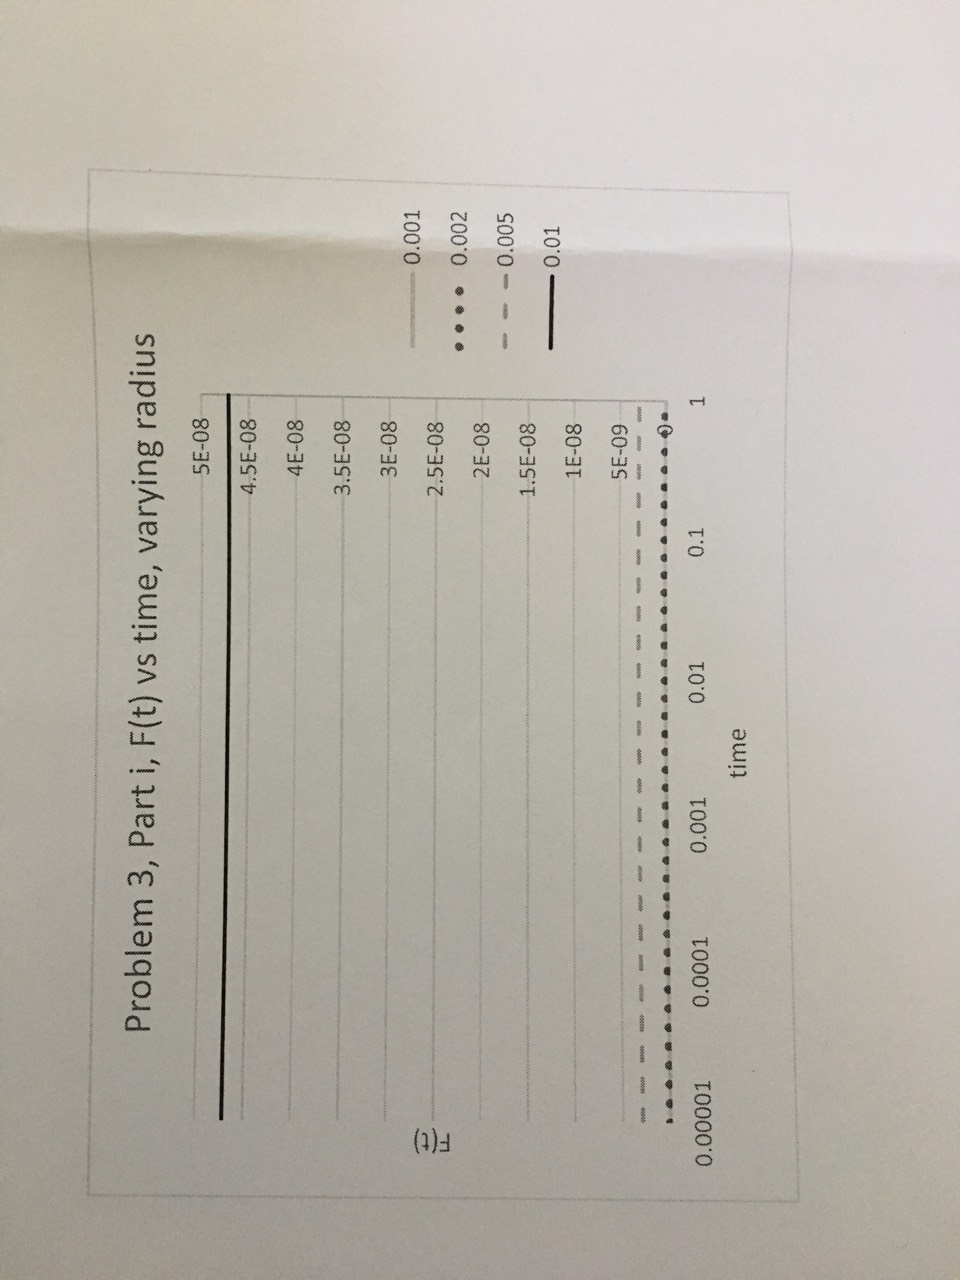 Problem 3, Part i, F(t) vs time, varying radius
5E-08
4.5E-08
4E-08
3.5E-08
3E-08
2.5E-08
2E-08
1.5E-08
1E-08
5E-09
0
F(t)
0.00001
0.0001
0.001
0.01
0.1
1
time
0.001
0.002
0.005
0.01